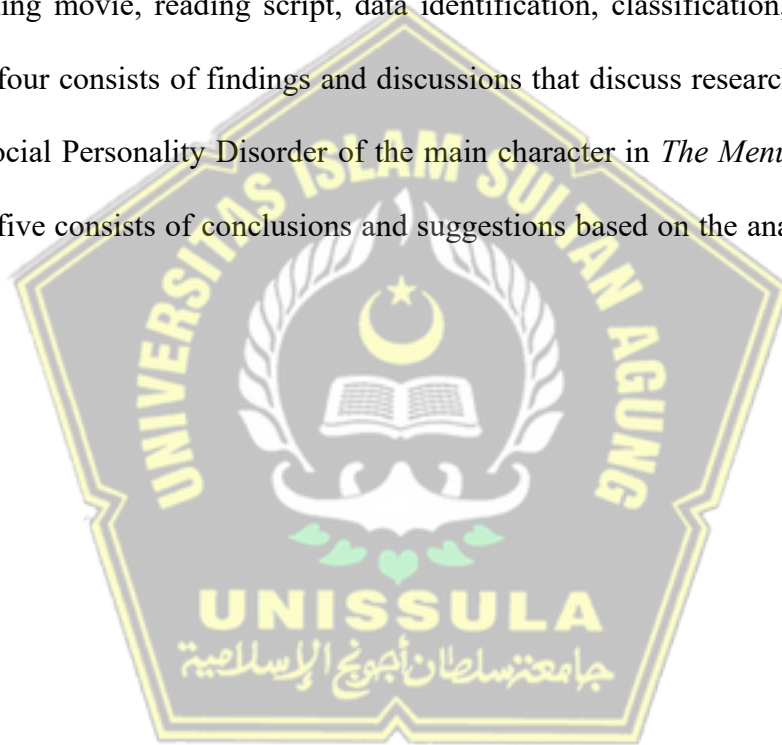 ing movie, reading script, data identification, classification,
four consists of findings and discussions that discuss research
ocial Personality Disorder of the main character in The Menu
five consists of conclusions and suggestions based on the ana
UNIVERSITAS ISLAM SULTAN AGUNG
UNISSULA
جامعة سلطان أجونج الإسلامية